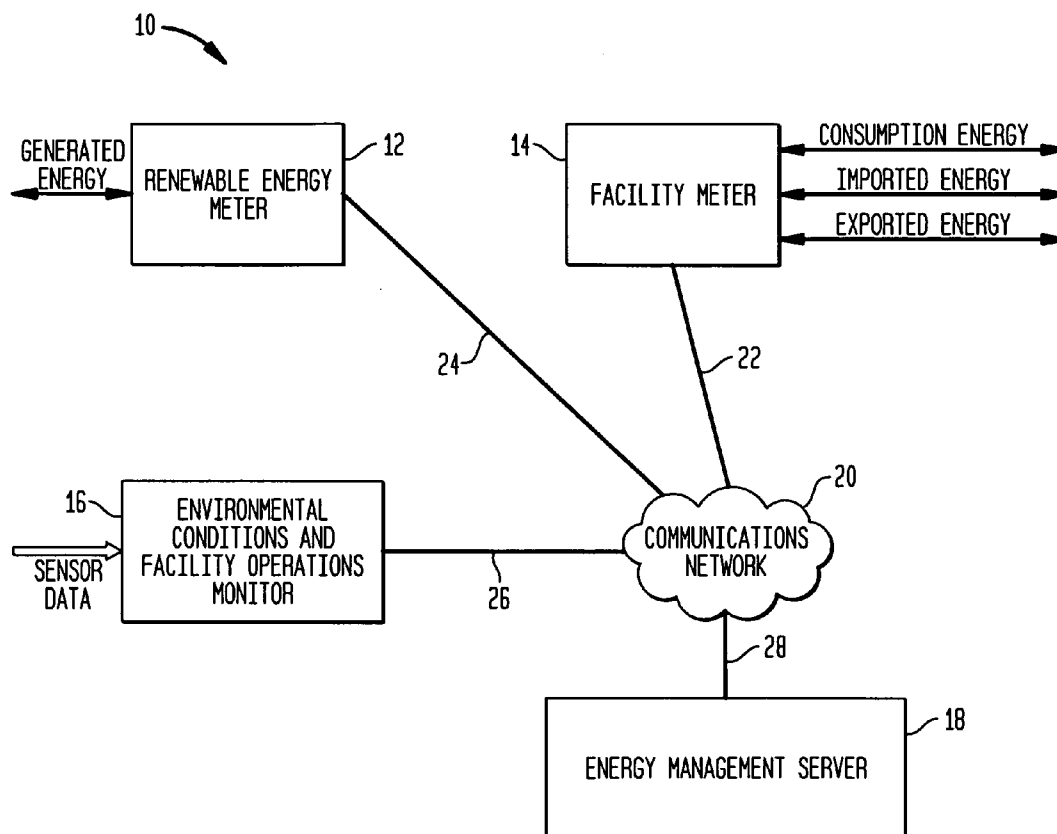 10
GENERATED
ENERGY
RENEWABLE ENERGY
METER
12
14
FACILITY METER
CONSUMPTION ENERGY
IMPORTED ENERGY
EXPORTED ENERGY
24
22
16
ENVIRONMENTAL
CONDITIONS AND
FACILITY OPERATIONS
MONITOR
SENSOR
DATA
26
20
COMMUNICATIONS
NETWORK
28
18
ENERGY MANAGEMENT SERVER